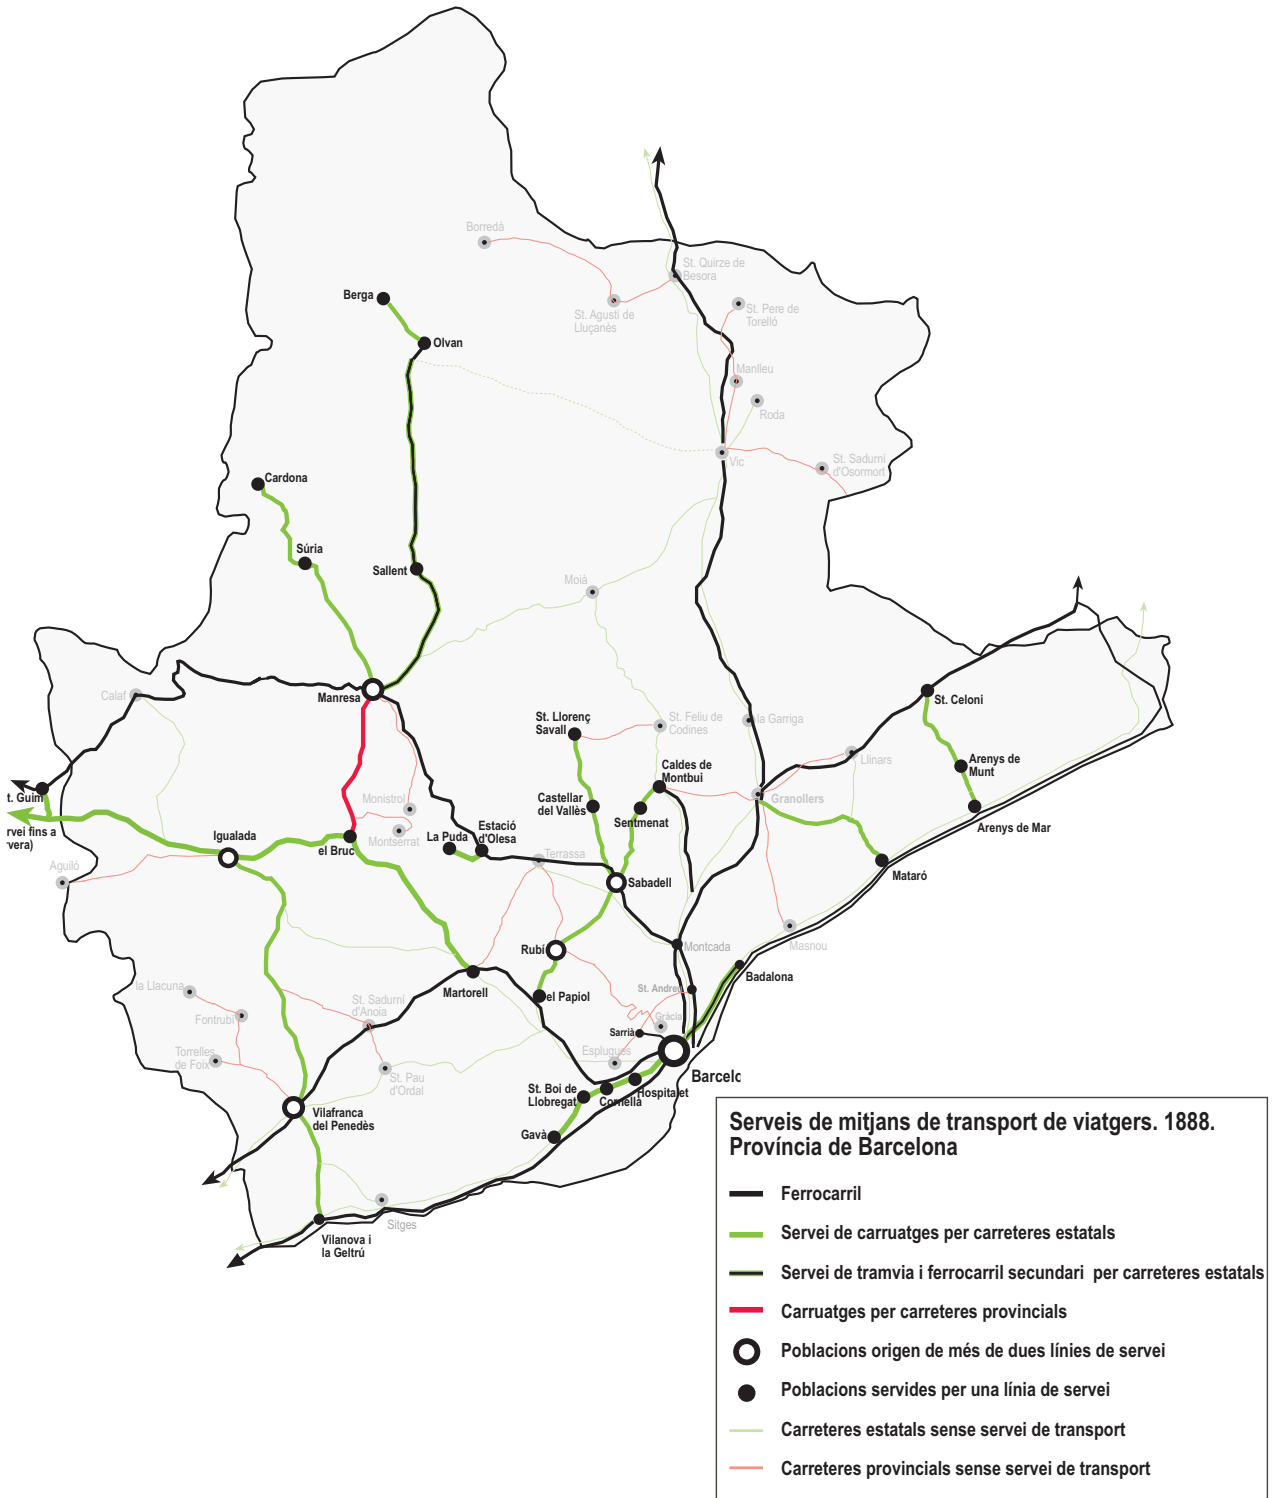 Borredà
St. Quirze de
Besora
Berga
St. Agustí de
Lluçanès
St. Pere de
Torelló
Olvan
Manlleu
Roda
Vic
St. Sadurní
d'Osormort
Cardona
Súria
Sallent
Moià
Calaf
Manresa
St. Llorenç
Savall
St. Feliu de
Codines
la Garriga
St. Celoni
Llinars
Arenys de
Munt
Caldes de
Montbui
t. Guim
Monistrol
Castellar
del Vallès
Sentmenat
Granollers
Arenys de Mar
rvei fins a
vera)
Igualada
el Bruc
Montserrat
La Puda
Estació
d'Olesa
Terrassa
Aguiló
Sabadell
Mataró
Rubí
Montcada
Masnou
Badalona
la Llacuna
Martorell
el Papiol
St. Andreu
Fontrubí
St. Sadurní
d'Anoia
Gràcia
Sarrià
Torrelles
de Foix
St. Pau
d'Ordal
Esplugues
Barcelo
Hospitalet
St. Boi de
Llobregat
Cornellà
Vilafranca
del Penedès
Gavà
Sitges
Vilanova i
la Geltrú
Serveis de mitjans de transport de viatgers. 1888.
Província de Barcelona
Ferrocarril
Servei de carruatges per carreteres estatals
Servei de tramvia i ferrocarril secundari per carreteres estatals
Carruatges per carreteres provincials
Poblacions origen de més de dues línies de servei
Poblacions servides per una línia de servei
Carreteres estatals sense servei de transport
Carreteres provincials sense servei de transport